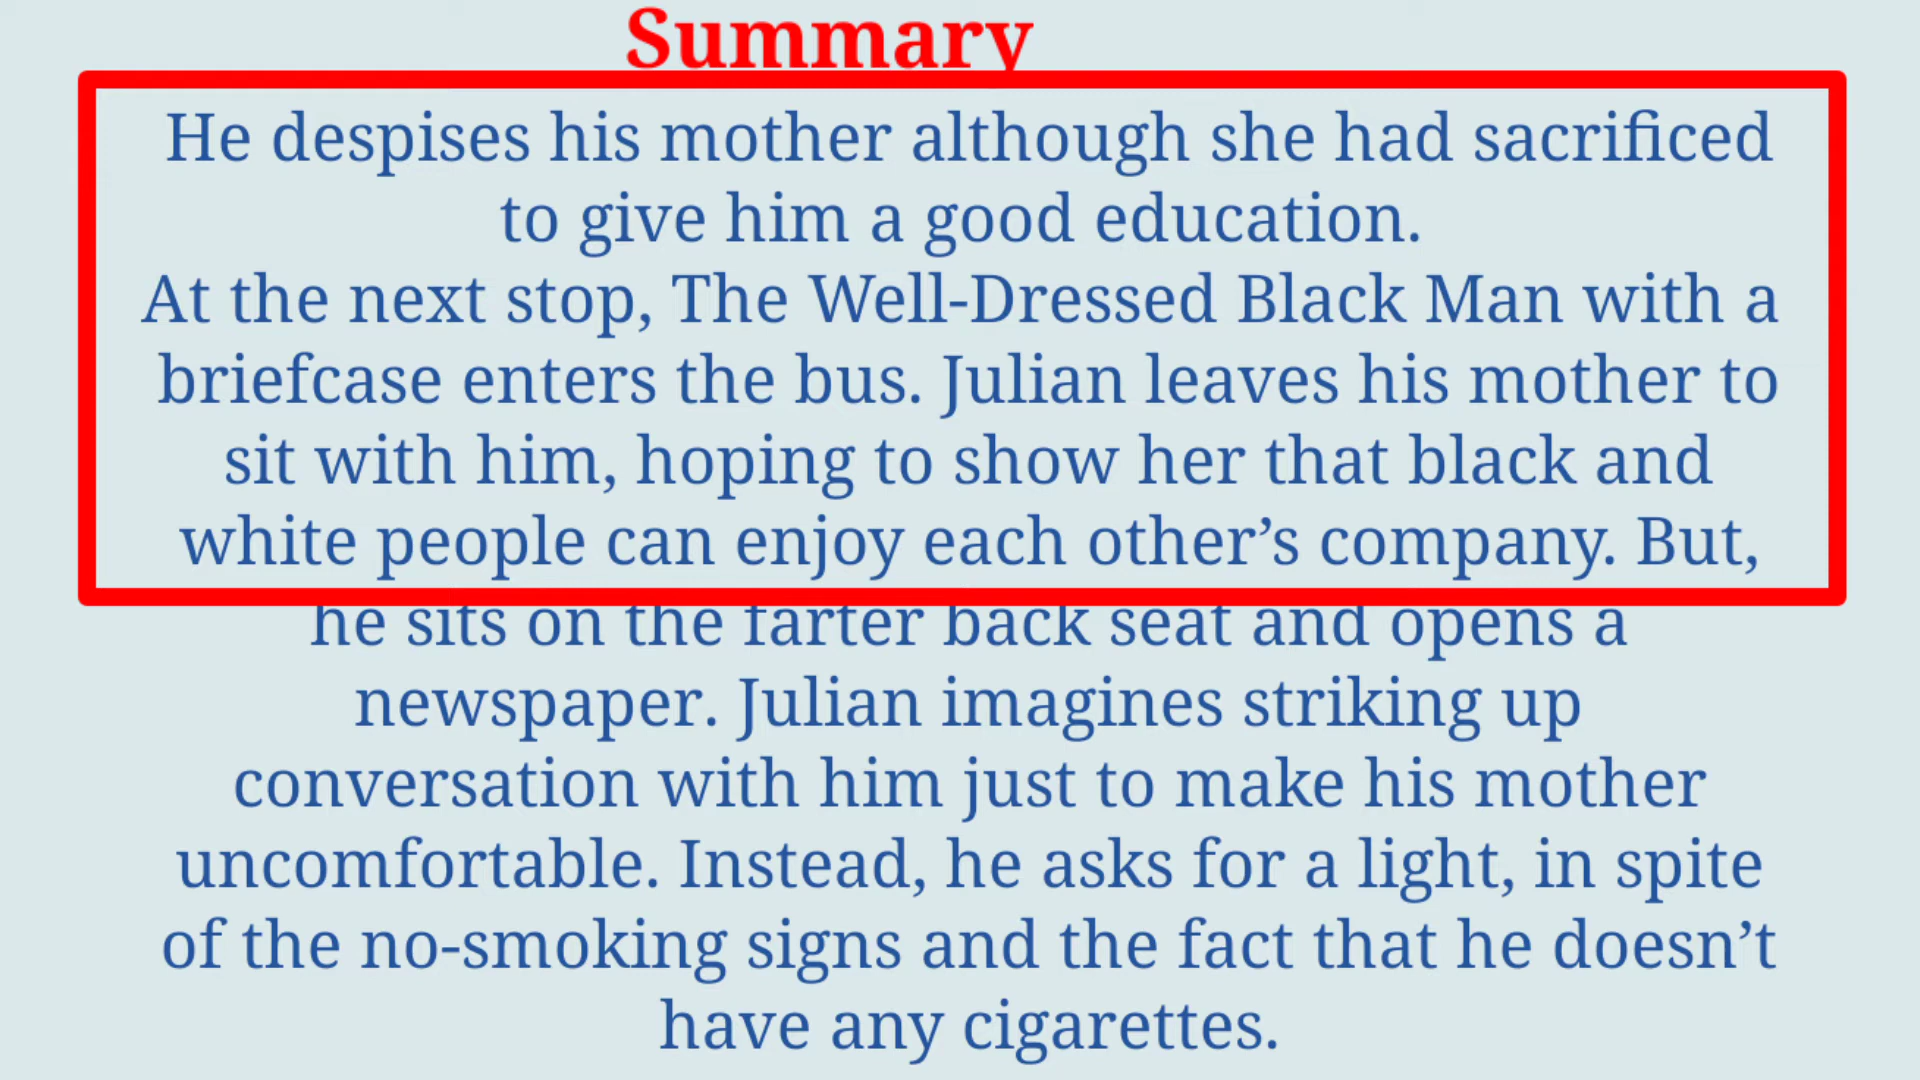 Summary
He despises his mother although she had sacrificed
to give him a good education.
At the next stop, The Well-Dressed Black Man with a
briefcase enters the bus. Julian leaves his mother to
sit with him, hoping to show her that black and
white people can enjoy each other’s company. But,
he sits on the farter back seat and opens a
newspaper. Julian imagines striking up
conversation with him just to make his mother
uncomfortable. Instead, he asks for a light, in spite
of the no-smoking signs and the fact that he doesn’t
have any cigarettes.